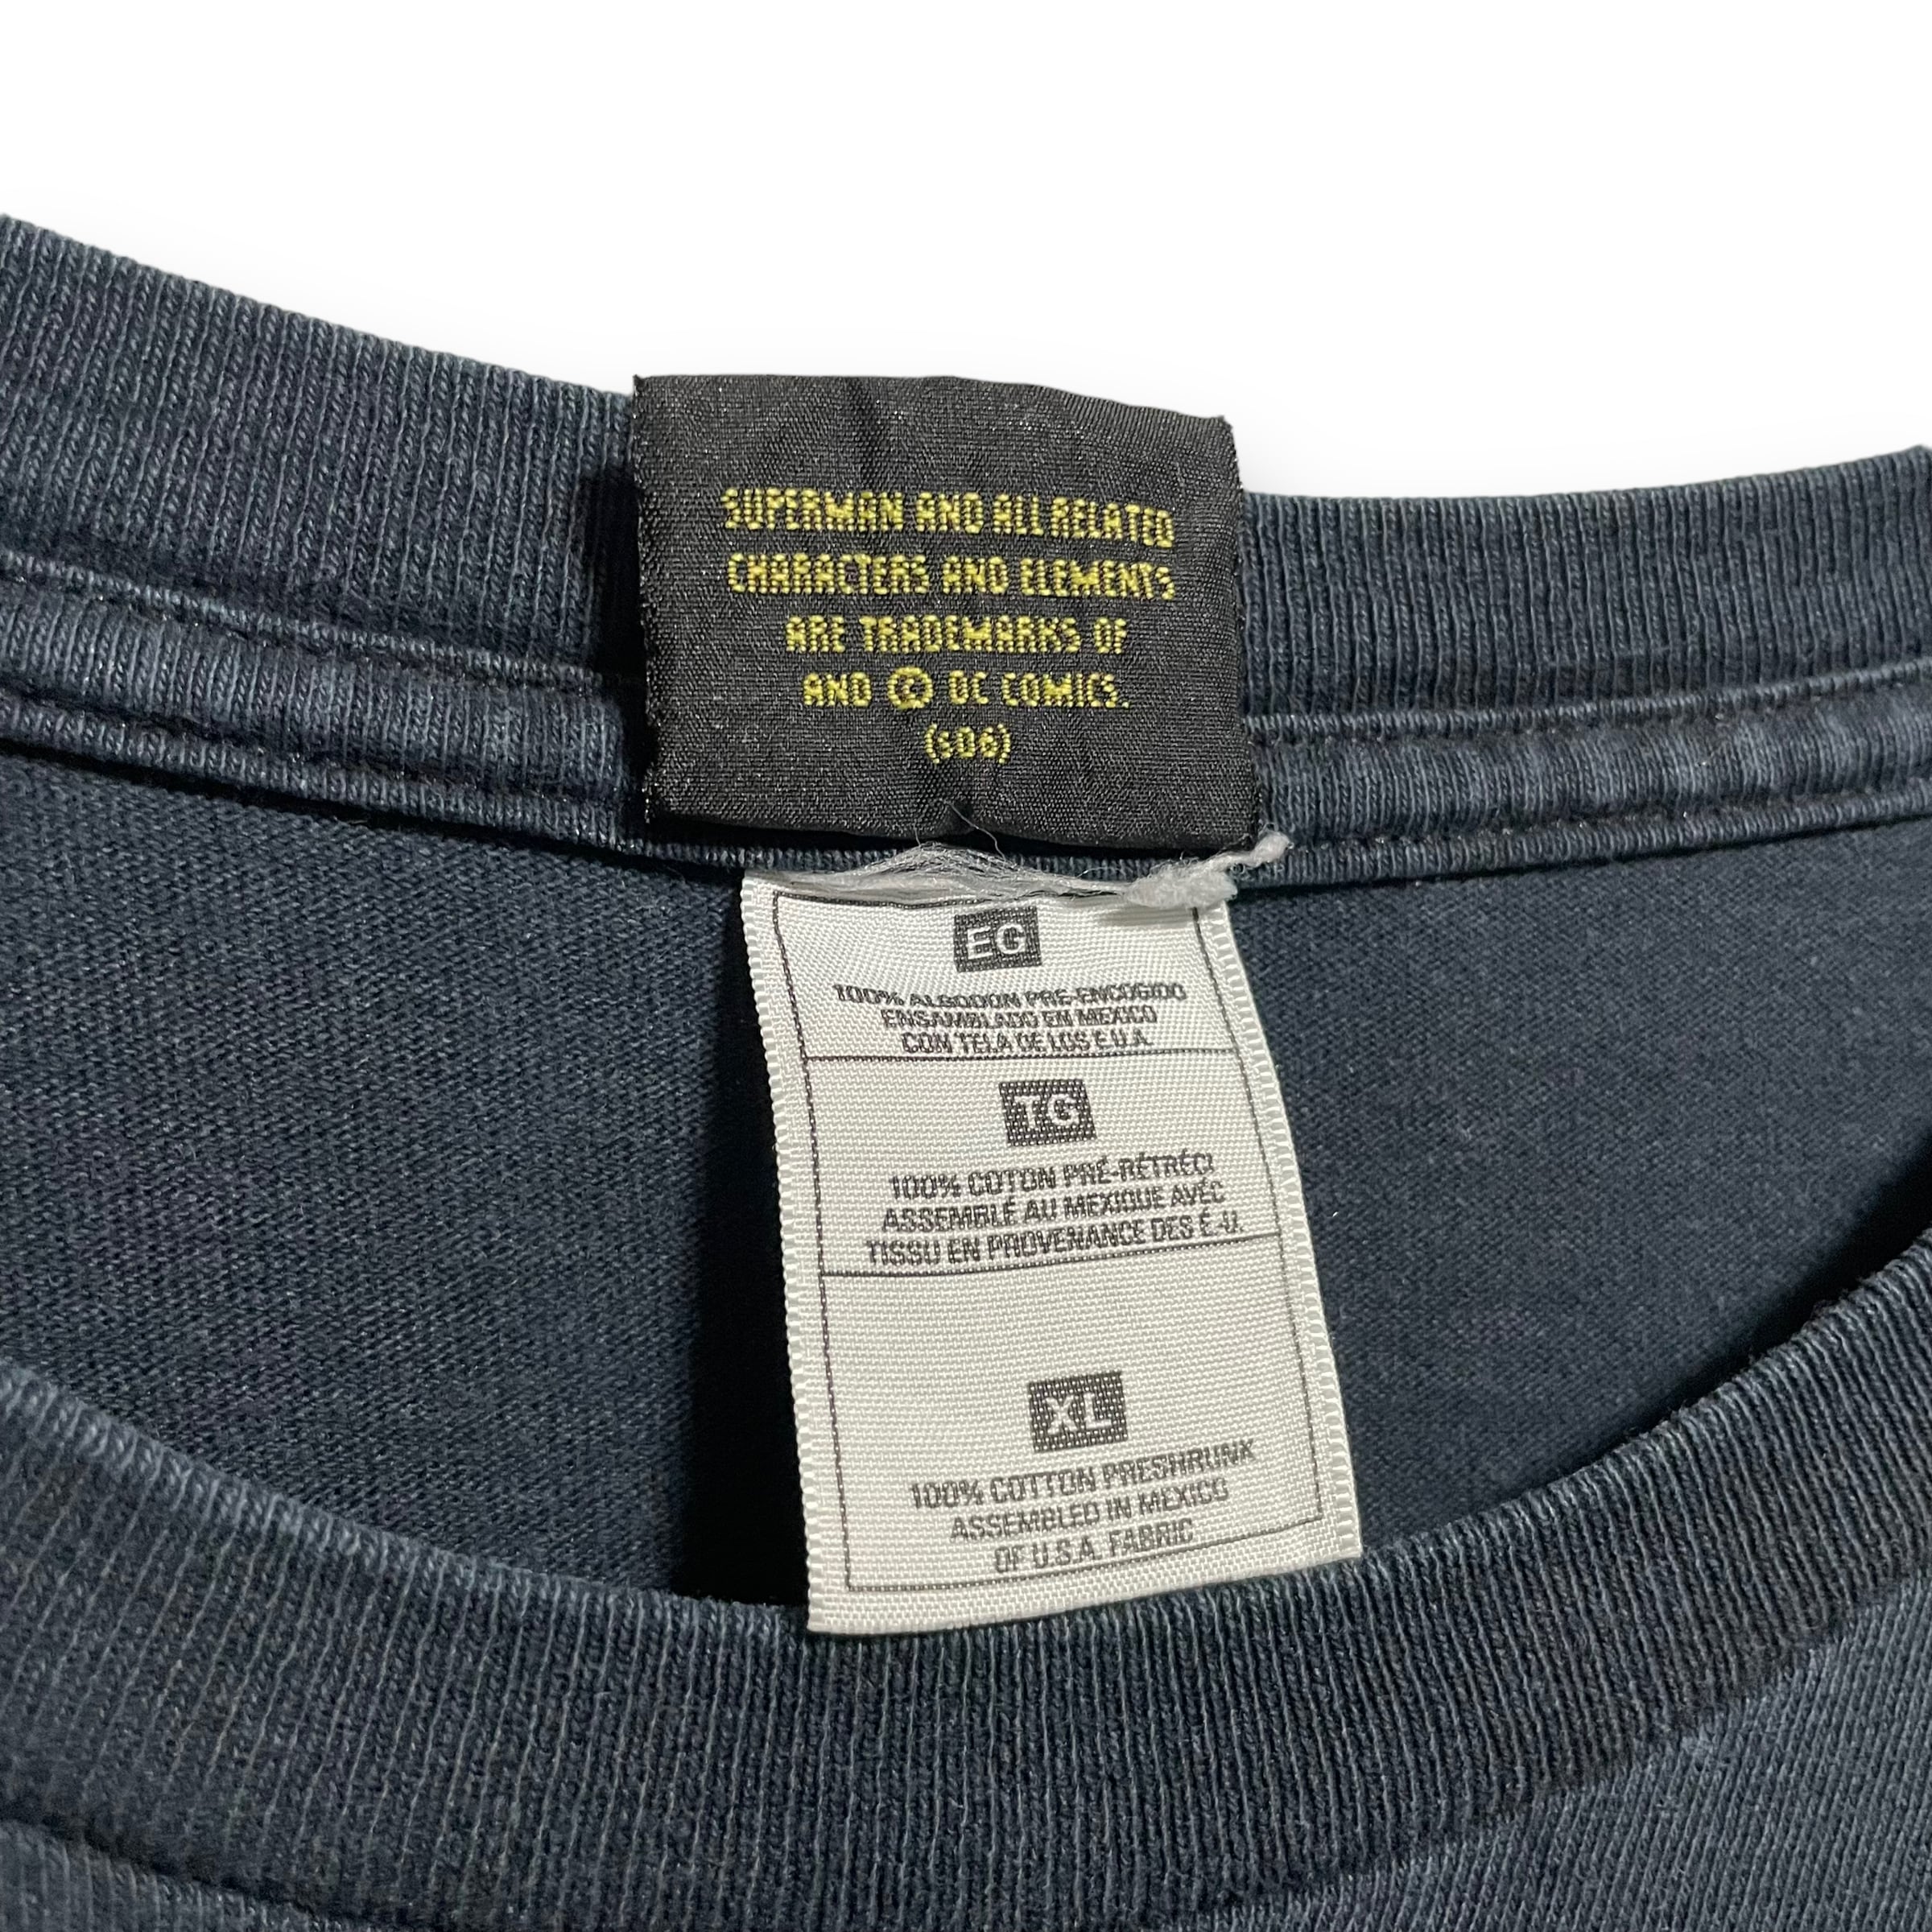 SUPERMAN AND ALL RELATED
CHARACTERS AND ELEMENTS
ARE TRADEMARKS OF
AND © DC COMICS.
(s06)
EG
100% ALGODON PRE-ENCOGIDO
ENSAMBLADO EN MEXICO
CON TELA DE LOS E.U.A.
TG
100% COTON PRÉ-RÉTRÉCI
ASSEMBLÉ AU MEXIQUE AVÉC
TISSU EN PROVENANCE DES É.-U.
XL
100% COTTON PRESHRUNK
ASSEMBLED IN MEXICO
OF U.S.A. FABRIC